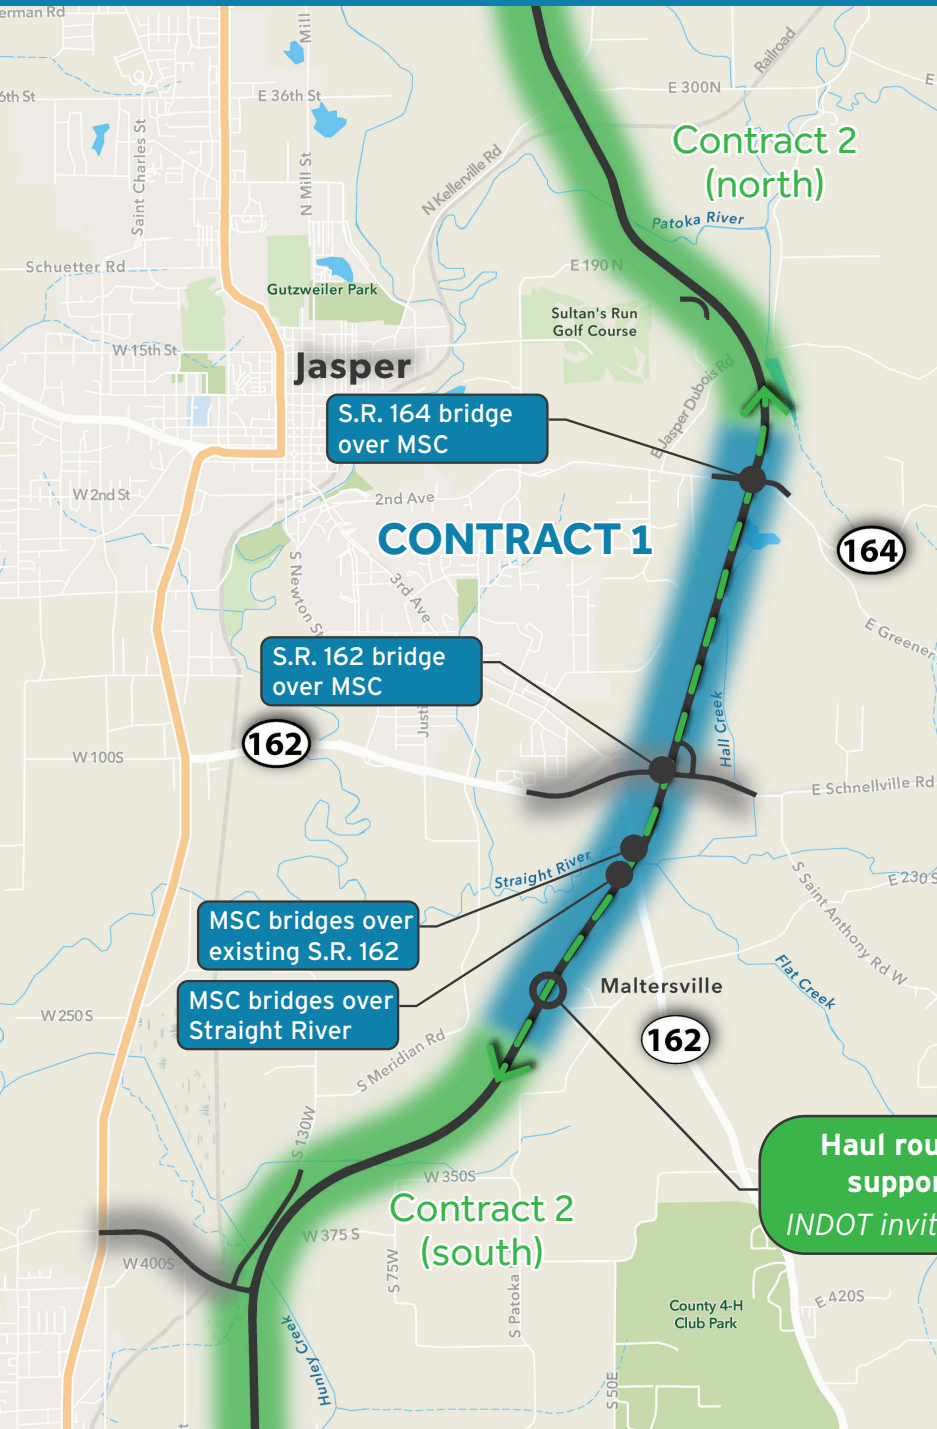 erman Rd
Mill
6th St
E 36th St
Saint Charles St
N Mill St
N Kellerville Rd
E 300N
Railroad
E
Contract 2
(north)
Patoka River
Schuetter Rd
Gutzweiler Park
E 190 N
Sultan's Run
Golf Course
W 15th St
Jasper
E Jasper Dubois Rd
S.R. 164 bridge
over MSC
W 2nd St
2nd Ave
CONTRACT 1
164
S Newton St
3rd Ave
E Greener
S.R. 162 bridge
over MSC
Justi
Hall Creek
162
W 100S
E Schnellville Rd
Straight River
S Saint Anthony Rd W
E 230 S
MSC bridges over
existing S.R. 162
Flat Creek
MSC bridges over
Straight River
Maltersville
W 250 S
162
S Meridian Rd
S 130W
Haul rou
suppor
INDOT invit
W 350S
Contract 2
(south)
W 375 S
W 400S
S 75W
S Patoka
County 4-H
Club Park
E 420S
Hunley Creek
S 50E
t